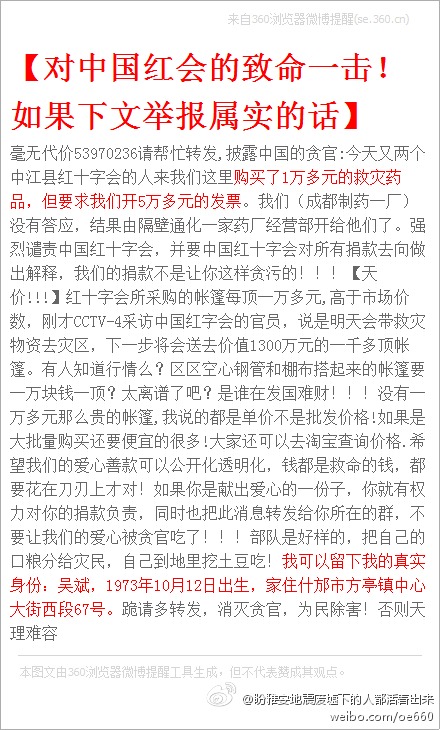 来自360浏览器微博提醒(se.360.cn)
【对中国红会的致命一击！
如果下文举报属实的话】
毫无代价53970236请帮忙转发,披露中国的贪官:今天又两个
中江县红十字会的人来我们这里购买了1万多元的救灾药
品，但要求我们开5万多元的发票。我们（成都制药一厂）
没有答应，结果由隔壁通化一家药厂经营部开给他们了。强
烈谴责中国红十字会，并要中国红十字会对所有捐款去向做
出解释，我们的捐款不是让你这样贪污的！！！【天
价!!!】红十字会所采购的帐篷每顶一万多元,高于市场价
数，刚才CCTV-4采访中国红字会的官员，说是明天会带救灾
物资去灾区，下一步将会送去价值1300万元的一千多顶帐
篷。有人知道行情么？区区空心钢管和棚布搭起来的帐篷要
一万块钱一顶？太离谱了吧？是谁在发国难财！！！没有一
万多元那么贵的帐篷,我说的都是单价不是批发价格!如果是
大批量购买还要便宜的很多!大家还可以去淘宝查询价格.希
望我们的爱心善款可以公开化透明化，钱都是救命的钱，都
要花在刀刃上才对！如果你是献出爱心的一份子，你就有权
力对你的捐款负责，同时也把此消息转发给你所在的群，不
要让我们的爱心被贪官吃了！！！部队是好样的，把自己的
口粮分给灾民，自己到地里挖土豆吃！我可以留下我的真实
身份：吴斌，1973年10月12日出生，家住什邡市方亭镇中心
大街西段67号。跪请多转发，消灭贪官，为民除害！否则天
理难容
本图文由360浏览器微博提醒工具生成，但不代表赞成其观点。
@盼雅安地震废墟下的人都活着出来
weibo.com/oe660